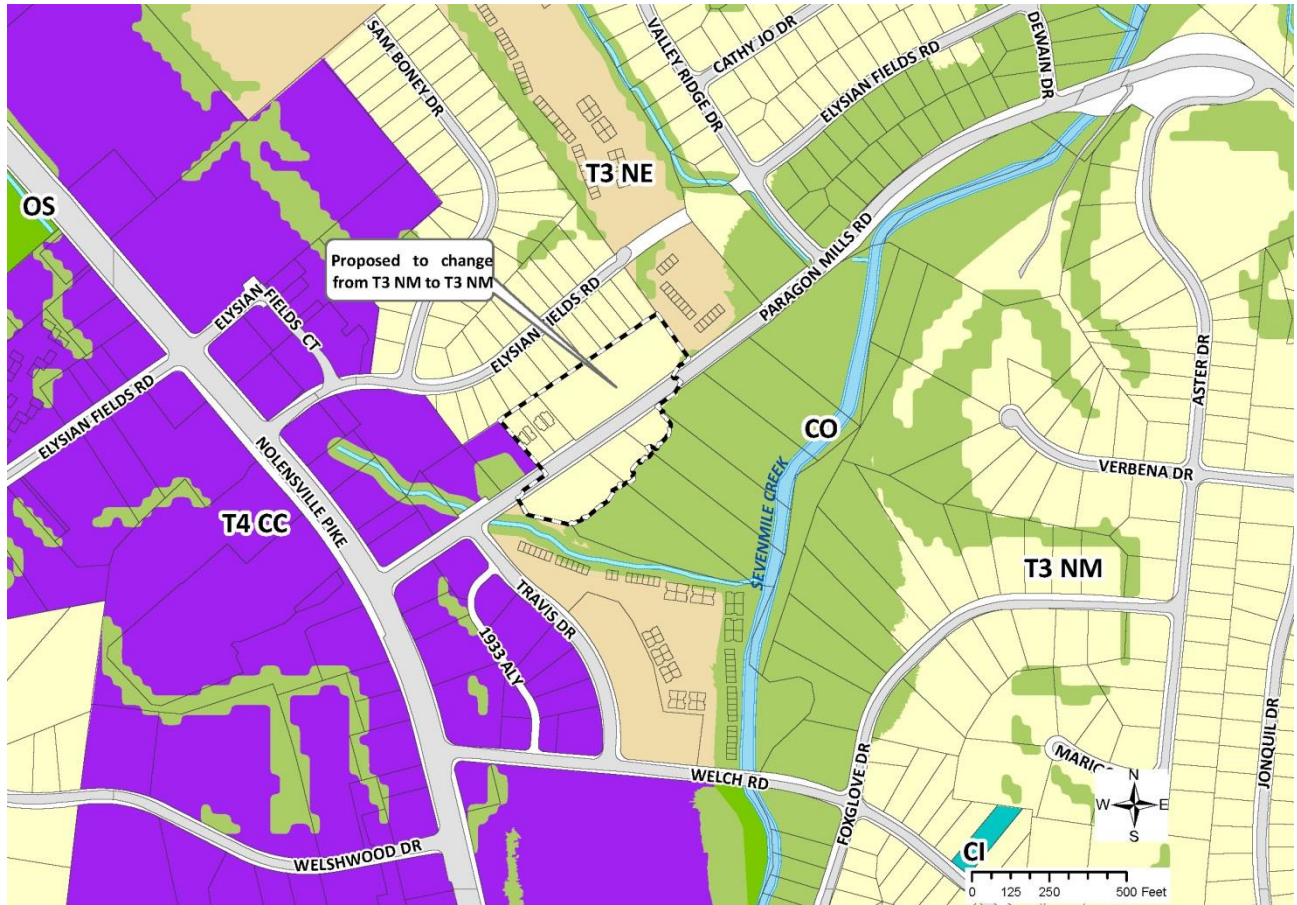 SAM BONEY DR
VALLEY RIDGE DR
CATHY JO DR
ELYSIAN FIELDS RD
DEWAIN DR
T3 NE
OS
PARAGON MILLS RD
Proposed to change
from T3 NM to T3 NM
ELYSIAN FIELDS CT
ELYSIAN FIELDS RD
ELYSIAN FIELDS RD
ASTER DR
NOLENSVILLE PIKE
CO
VERBENA DR
SEVENMILE CREEK
T4 CC
T3 NM
TRAVIS DR
1933 ALY
WELCH RD
FOXGLOVE DR
MARIGO
JONQUIL DR
N
W E
S
WELSHWOOD DR
CI
0 125 250 500 Feet